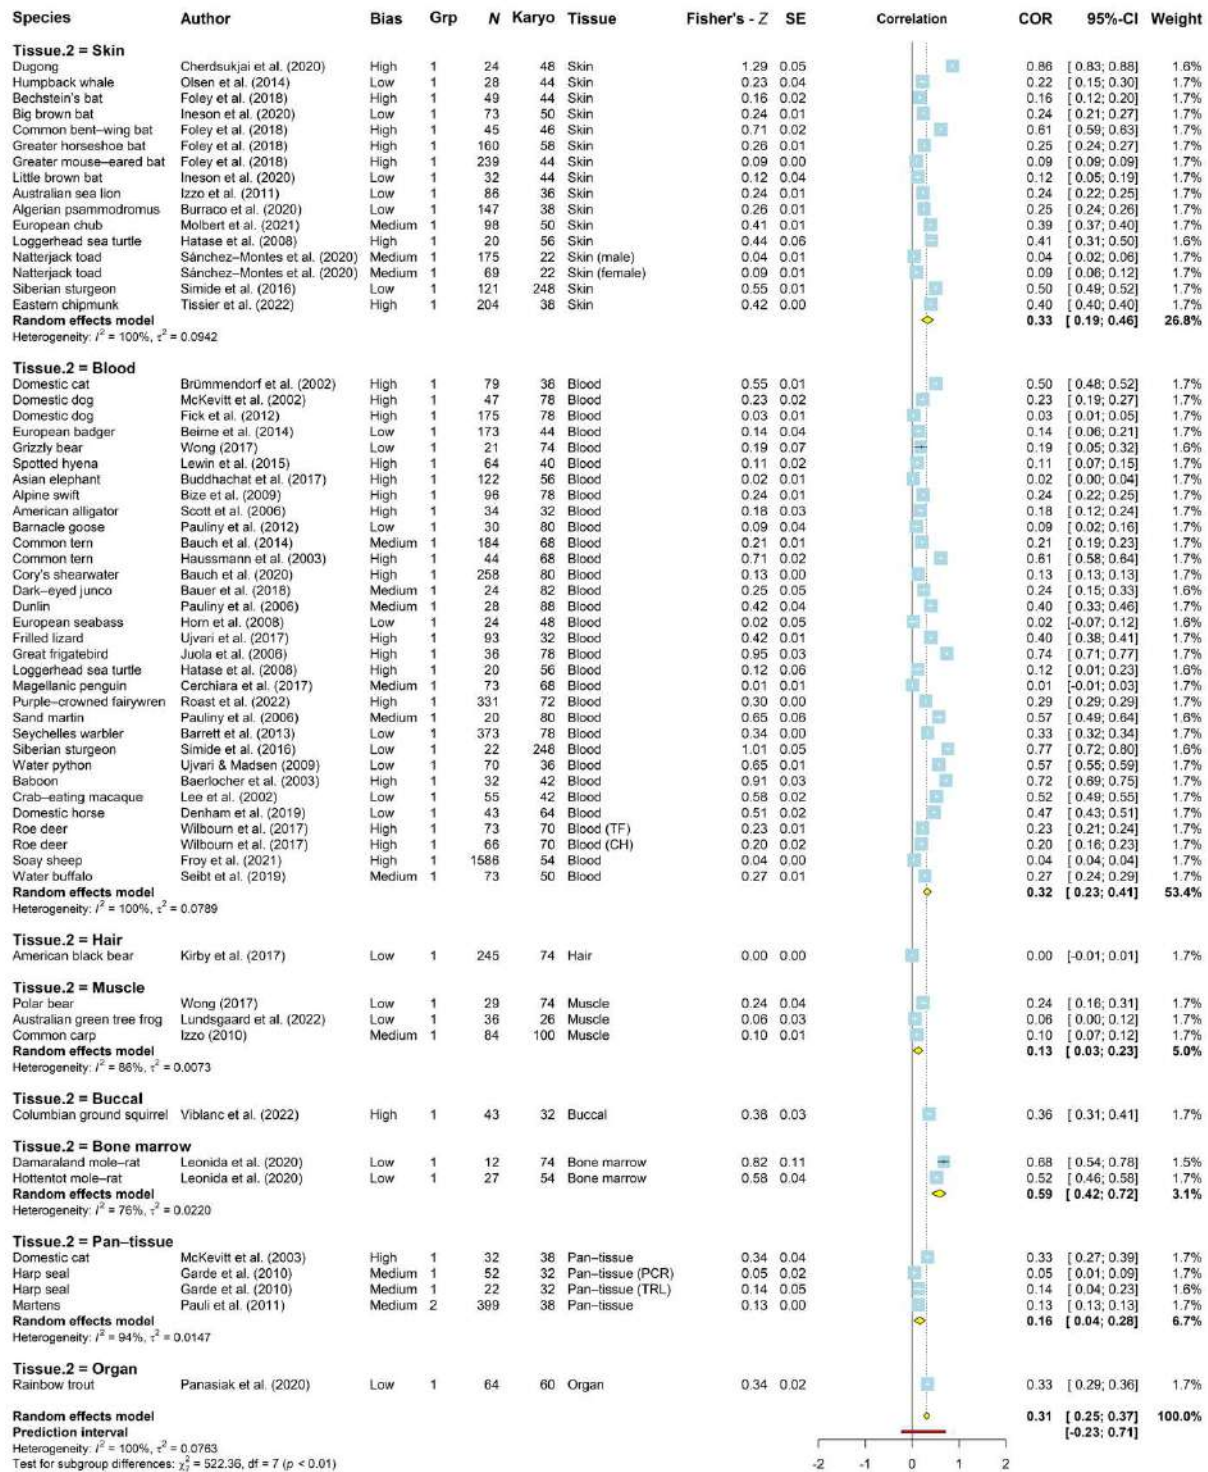 Species Author Bias Grp N Karyo Tissue Fisher's - Z SE Correlation COR 95%-CI Weight
Tissue.2 = Skin
Dugong Cherdsukjai et al. (2020) High 1 24 48 Skin 1.29 0.05 0.86 [ 0.83; 0.88] 1.6%
Humpback whale Olsen et al. (2014) Low 1 28 44 Skin 0.23 0.04 0.22 [ 0.15; 0.30] 1.7%
Bechstein's bat Foley et al. (2018) High 1 49 44 Skin 0.16 0.02 0.16 [ 0.12; 0.20] 1.7%
Big brown bat Ineson et al. (2020) Low 1 73 50 Skin 0.24 0.01 0.24 [ 0.21; 0.27] 1.7%
Common bent–wing bat Foley et al. (2018) High 1 45 46 Skin 0.71 0.02 0.61 [ 0.59; 0.63] 1.7%
Greater horseshoe bat Foley et al. (2018) High 1 160 58 Skin 0.26 0.01 0.25 [ 0.24; 0.27] 1.7%
Greater mouse–eared bat Foley et al. (2018) High 1 239 44 Skin 0.09 0.00 0.09 [ 0.09; 0.09] 1.7%
Little brown bat Ineson et al. (2020) Low 1 32 44 Skin 0.12 0.04 0.12 [ 0.05; 0.19] 1.7%
Australian sea lion Izzo et al. (2011) Low 1 86 36 Skin 0.24 0.01 0.24 [ 0.22; 0.25] 1.7%
Algerian psammodromus Burraco et al. (2020) Low 1 147 38 Skin 0.26 0.01 0.25 [ 0.24; 0.26] 1.7%
European chub Molbert et al. (2021) Medium 1 98 50 Skin 0.41 0.01 0.39 [ 0.37; 0.40] 1.7%
Loggerhead sea turtle Hatase et al. (2008) High 1 20 56 Skin 0.44 0.06 0.41 [ 0.31; 0.50] 1.6%
Natterjack toad Sánchez–Montes et al. (2020) Medium 1 175 22 Skin (male) 0.04 0.01 0.04 [ 0.02; 0.06] 1.7%
Natterjack toad Sánchez–Montes et al. (2020) Medium 1 69 22 Skin (female) 0.09 0.01 0.09 [ 0.06; 0.12] 1.7%
Siberian sturgeon Simide et al. (2016) Low 1 121 248 Skin 0.55 0.01 0.50 [ 0.49; 0.52] 1.7%
Eastern chipmunk Tissier et al. (2022) High 1 204 38 Skin 0.42 0.00 0.40 [ 0.40; 0.40] 1.7%
Random effects model 0.33 [ 0.19; 0.46] 26.8%
Heterogeneity: I² = 100%, τ² = 0.0942
Tissue.2 = Blood
Domestic cat Brümmendorf et al. (2002) High 1 79 38 Blood 0.55 0.01 0.50 [ 0.48; 0.52] 1.7%
Domestic dog McKevitt et al. (2002) High 1 47 78 Blood 0.23 0.02 0.23 [ 0.19; 0.27] 1.7%
Domestic dog Fick et al. (2012) High 1 175 78 Blood 0.03 0.01 0.03 [ 0.01; 0.05] 1.7%
European badger Beirne et al. (2014) Low 1 173 44 Blood 0.14 0.04 0.14 [ 0.06; 0.21] 1.7%
Grizzly bear Wong (2017) Low 1 21 74 Blood 0.19 0.07 0.19 [ 0.05; 0.32] 1.6%
Spotted hyena Lewin et al. (2015) High 1 64 40 Blood 0.11 0.02 0.11 [ 0.07; 0.15] 1.7%
Asian elephant Buddhachat et al. (2017) High 1 122 56 Blood 0.02 0.01 0.02 [ 0.00; 0.04] 1.7%
Alpine swift Bize et al. (2009) High 1 96 78 Blood 0.24 0.01 0.24 [ 0.22; 0.25] 1.7%
American alligator Scott et al. (2006) High 1 34 32 Blood 0.18 0.03 0.18 [ 0.12; 0.24] 1.7%
Barnacle goose Pauliny et al. (2012) Low 1 30 80 Blood 0.09 0.04 0.09 [ 0.02; 0.16] 1.7%
Common tern Bauch et al. (2014) Medium 1 184 68 Blood 0.21 0.01 0.21 [ 0.19; 0.23] 1.7%
Common tern Haussmann et al. (2003) High 1 44 68 Blood 0.71 0.02 0.61 [ 0.58; 0.64] 1.7%
Cory's shearwater Bauch et al. (2020) High 1 258 80 Blood 0.13 0.00 0.13 [ 0.13; 0.13] 1.7%
Dark–eyed junco Bauer et al. (2018) Medium 1 24 82 Blood 0.25 0.05 0.24 [ 0.15; 0.33] 1.7%
Dunlin Pauliny et al. (2006) Medium 1 28 88 Blood 0.42 0.04 0.40 [ 0.33; 0.46] 1.7%
European seabass Horn et al. (2008) Low 1 24 48 Blood 0.02 0.05 0.02 [-0.07; 0.12] 1.7%
Frilled lizard Ujvari et al. (2017) High 1 93 32 Blood 0.42 0.01 0.40 [ 0.38; 0.41] 1.7%
Great frigatebird Juola et al. (2006) High 1 36 78 Blood 0.95 0.03 0.74 [ 0.71; 0.77] 1.7%
Loggerhead sea turtle Hatase et al. (2008) High 1 20 56 Blood 0.12 0.06 0.12 [ 0.01; 0.23] 1.6%
Magellanic penguin Cerchiara et al. (2017) Medium 1 73 68 Blood 0.01 0.01 0.01 [-0.01; 0.03] 1.7%
Purple–crowned fairywren Roast et al. (2022) High 1 331 72 Blood 0.30 0.00 0.29 [ 0.29; 0.29] 1.7%
Sand martin Pauliny et al. (2006) Medium 1 20 80 Blood 0.65 0.06 0.57 [ 0.49; 0.64] 1.6%
Seychelles warbler Barrett et al. (2013) Low 1 373 78 Blood 0.34 0.00 0.33 [ 0.32; 0.34] 1.7%
Siberian sturgeon Simide et al. (2016) Low 1 22 248 Blood 1.01 0.05 0.77 [ 0.72; 0.80] 1.6%
Water python Ujvari & Madsen (2009) Low 1 70 36 Blood 0.65 0.01 0.57 [ 0.55; 0.59] 1.7%
Baboon Baerlocher et al. (2003) High 1 32 42 Blood 0.91 0.03 0.72 [ 0.69; 0.75] 1.7%
Crab–eating macaque Lee et al. (2002) Low 1 55 42 Blood 0.58 0.02 0.52 [ 0.49; 0.55] 1.7%
Domestic horse Denham et al. (2019) Low 1 43 64 Blood 0.51 0.02 0.47 [ 0.43; 0.51] 1.7%
Roe deer Wilbourn et al. (2017) High 1 73 70 Blood (TF) 0.23 0.01 0.23 [ 0.21; 0.24] 1.7%
Roe deer Wilbourn et al. (2017) High 1 66 70 Blood (CH) 0.20 0.02 0.20 [ 0.16; 0.23] 1.7%
Soay sheep Froy et al. (2021) High 1 1586 54 Blood 0.04 0.00 0.04 [ 0.04; 0.04] 1.7%
Water buffalo Seibt et al. (2019) Medium 1 73 50 Blood 0.27 0.01 0.27 [ 0.24; 0.29] 1.7%
Random effects model 0.32 [ 0.23; 0.41] 53.4%
Heterogeneity: I² = 100%, τ² = 0.0789
Tissue.2 = Hair
American black bear Kirby et al. (2017) Low 1 245 74 Hair 0.00 0.00 0.00 [-0.01; 0.01] 1.7%
Tissue.2 = Muscle
Polar bear Wong (2017) Low 1 29 74 Muscle 0.24 0.04 0.24 [ 0.16; 0.31] 1.7%
Australian green tree frog Lundsgaard et al. (2022) Low 1 36 26 Muscle 0.06 0.03 0.06 [ 0.00; 0.12] 1.7%
Common carp Izzo (2010) Medium 1 84 100 Muscle 0.10 0.01 0.10 [ 0.07; 0.12] 1.7%
Random effects model 0.13 [ 0.03; 0.23] 5.0%
Heterogeneity: I² = 86%, τ² = 0.0073
Tissue.2 = Buccal
Columbian ground squirrel Viblanc et al. (2022) High 1 43 32 Buccal 0.38 0.03 0.36 [ 0.31; 0.41] 1.7%
Tissue.2 = Bone marrow
Damaraland mole–rat Leonida et al. (2020) Low 1 12 74 Bone marrow 0.82 0.11 0.68 [ 0.54; 0.78] 1.5%
Hottentot mole–rat Leonida et al. (2020) Low 1 27 54 Bone marrow 0.58 0.04 0.52 [ 0.46; 0.58] 1.7%
Random effects model 0.59 [ 0.42; 0.72] 3.1%
Heterogeneity: I² = 76%, τ² = 0.0220
Tissue.2 = Pan–tissue
Domestic cat McKevitt et al. (2003) High 1 32 38 Pan–tissue 0.34 0.04 0.33 [ 0.27; 0.39] 1.7%
Harp seal Garde et al. (2010) Medium 1 52 32 Pan–tissue (PCR) 0.05 0.02 0.05 [ 0.01; 0.09] 1.7%
Harp seal Garde et al. (2010) Medium 1 22 32 Pan–tissue (TRL) 0.14 0.05 0.14 [ 0.04; 0.23] 1.6%
Martens Pauli et al. (2011) Medium 2 399 38 Pan–tissue 0.13 0.00 0.13 [ 0.13; 0.13] 1.7%
Random effects model 0.16 [ 0.04; 0.28] 6.7%
Heterogeneity: I² = 94%, τ² = 0.0147
Tissue.2 = Organ
Rainbow trout Panasiak et al. (2020) Low 1 64 60 Organ 0.34 0.02 0.33 [ 0.29; 0.36] 1.7%
Random effects model 0.31 [ 0.25; 0.37] 100.0%
Prediction interval [-0.23; 0.71]
Heterogeneity: I² = 100%, τ² = 0.0763
Test for subgroup differences: χ²₇ = 522.36, df = 7 (p < 0.01)
-2 -1 0 1 2